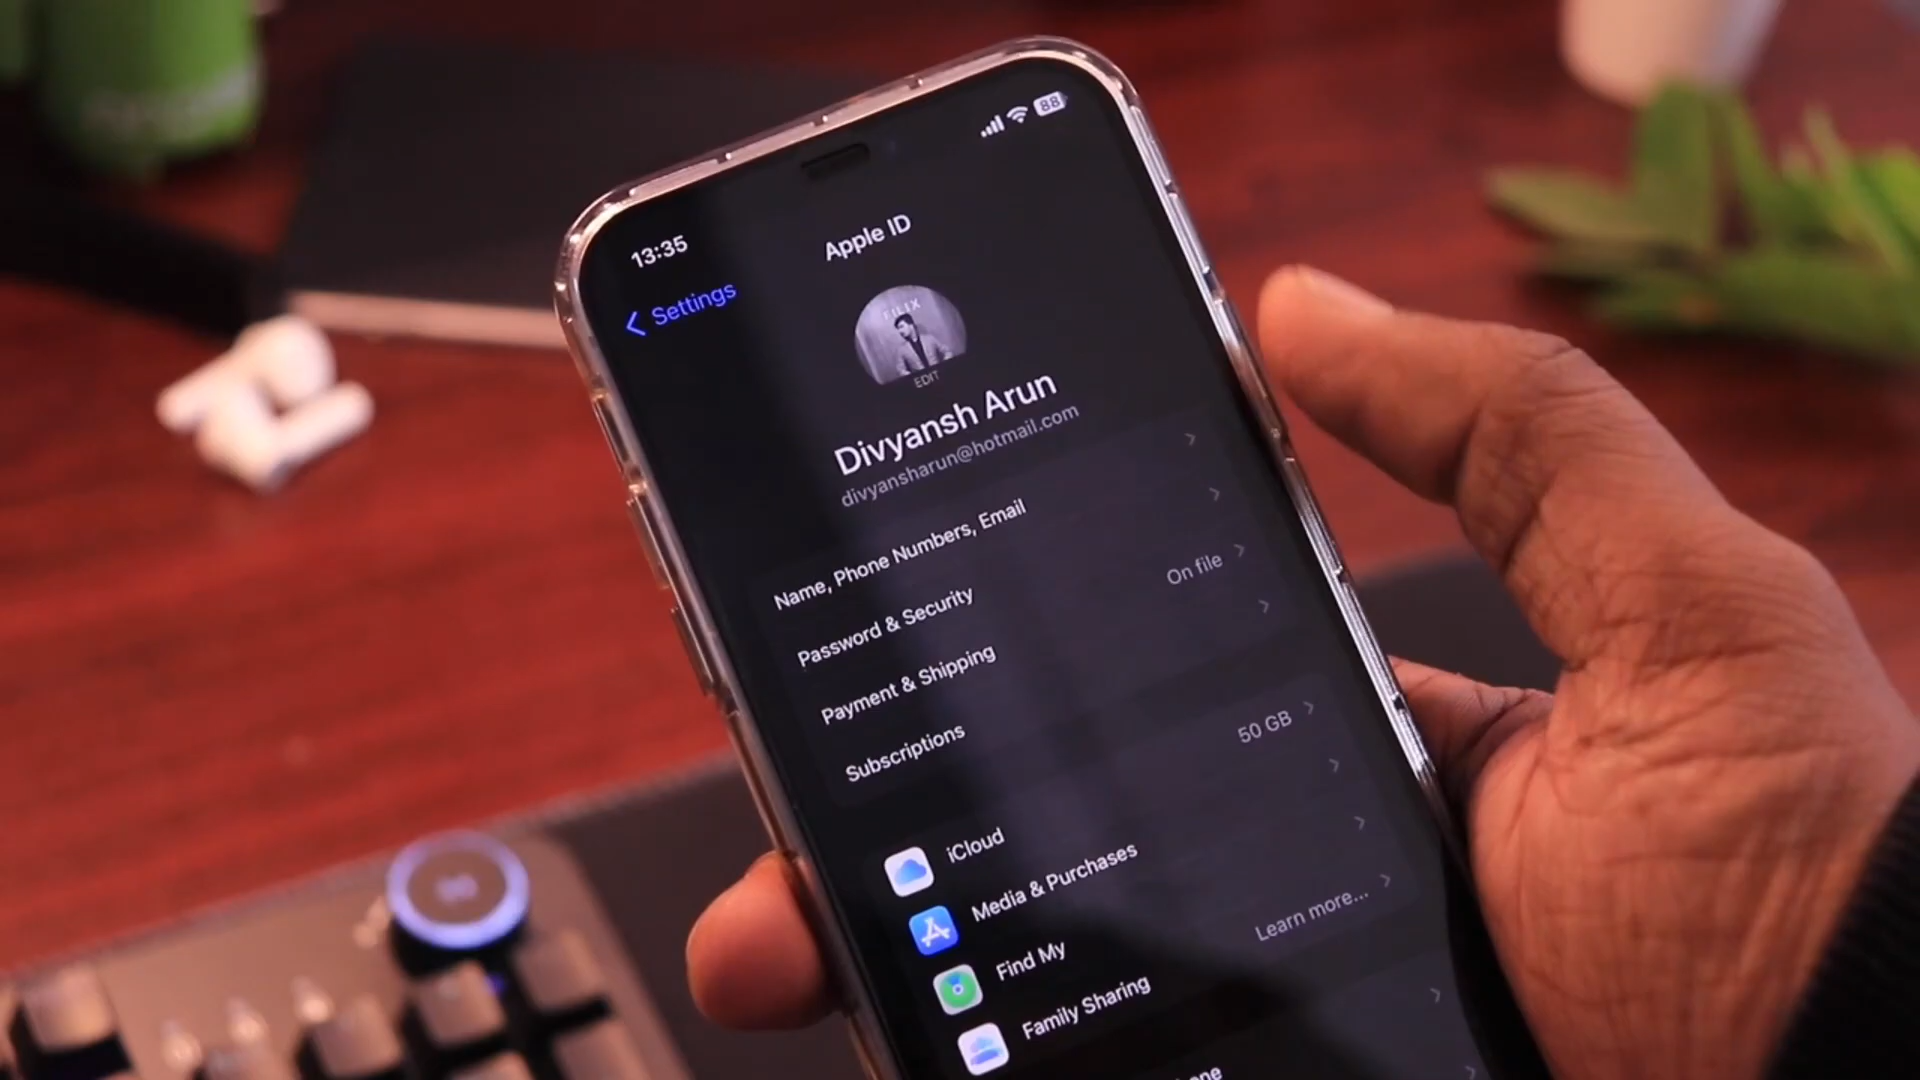 88
13:35
Apple ID
Settings
FLIX
EDIT
Divyansh Arun
divyansharun@hotmail.com
Name, Phone Numbers, Email
Password & Security
Payment & Shipping
On file
Subscriptions
iCloud
50 GB
Media & Purchases
Find My
Family Sharing
Learn more...